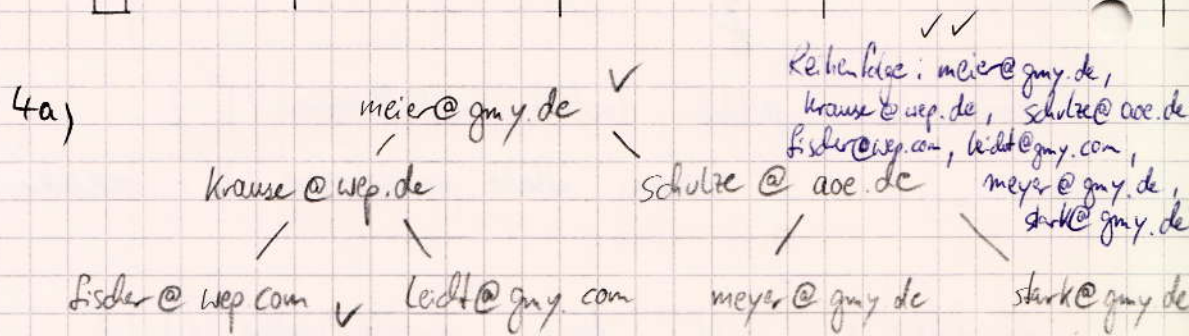 4a)
meier@gmy.de
Krause@wep.de
schulze @ aoe.de
fischer@ wep com
leicht@gmy. com
meyer@gmy de
stark@gmy de
Reihenfolge: meier@gmy.de,
krause@wep.de, schulze@aoe.de
fischer@wep.com, leicht@gmy.com,
meyer@gmy.de,
stark@gmy.de